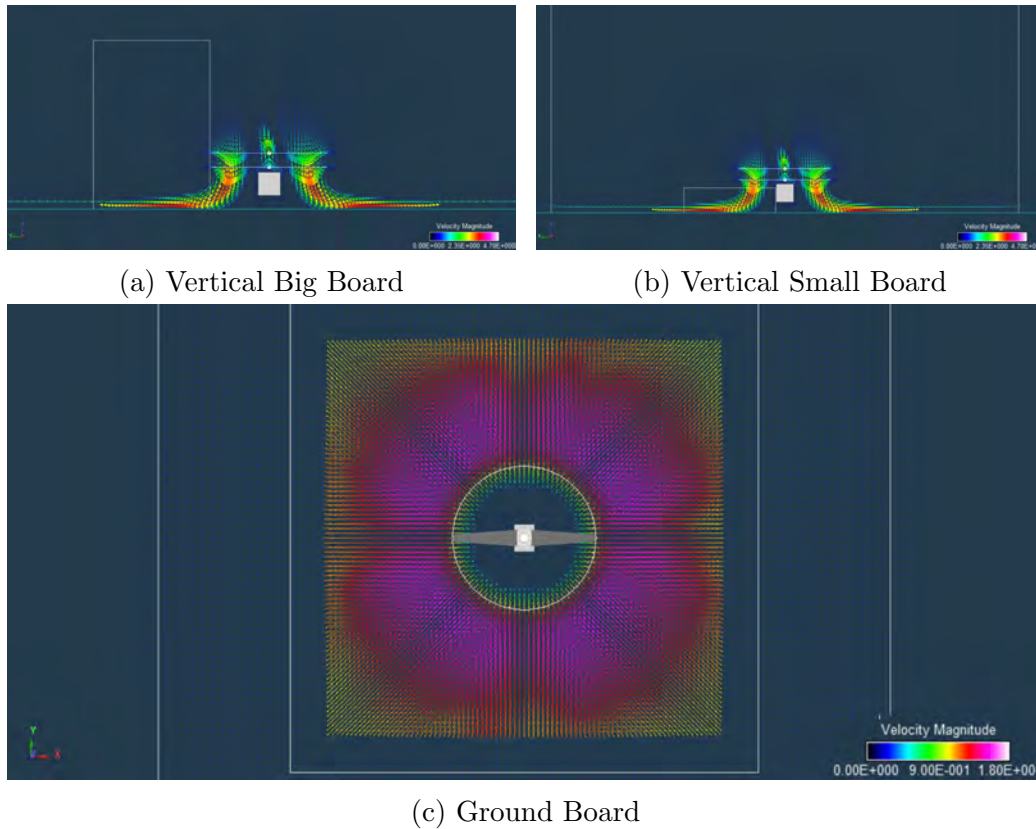 Velocity Magnitude
0.00E+000 2.35E+000 4.70E+000
(a) Vertical Big Board
Velocity Magnitude
0.00E+000 2.35E+000 4.70E+00
(b) Vertical Small Board
Y
X
Velocity Magnitude
0.00E+000 9.00E-001 1.80E+00
(c) Ground Board